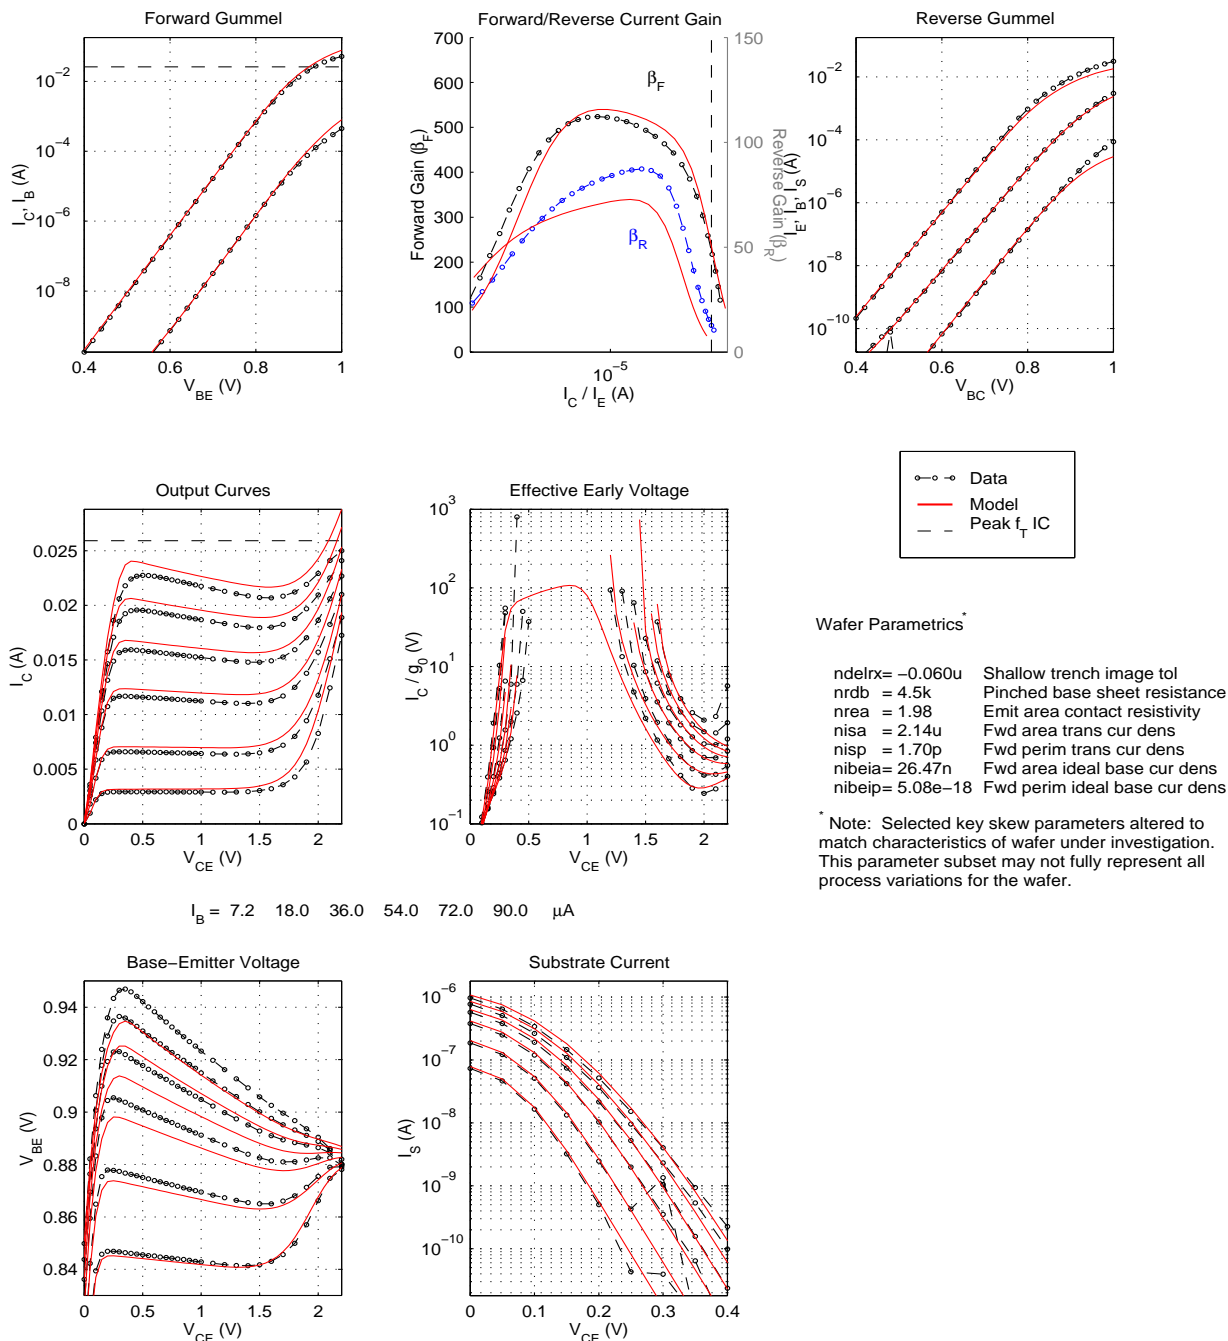 Forward Gummel
10^-2
10^-4
10^-6
10^-8
I_C, I_B (A)
0.4 0.6 0.8 1
V_BE (V)
Forward/Reverse Current Gain
700
600
500
400
300
200
100
0
Forward Gain (β_F)
β_F
β_R
150
100
50
0
Reverse Gain (β_R)
10^-5
I_C / I_E (A)
Reverse Gummel
10^-2
10^-4
10^-6
10^-8
10^-10
I_E, I_B, I_S (A)
0.4 0.6 0.8 1
V_BC (V)
Data
Model
Peak f_T IC
Output Curves
0.025
0.02
0.015
0.01
0.005
0
I_C (A)
0 0.5 1 1.5 2
V_CE (V)
Effective Early Voltage
10^3
10^2
10^1
10^0
10^-1
I_C / g_0 (V)
0 0.5 1 1.5 2
V_CE (V)
Wafer Parametrics*
ndelrx= −0.060u Shallow trench image tol
nrdb = 4.5k Pinched base sheet resistance
nrea = 1.98 Emit area contact resistivity
nisa = 2.14u Fwd area trans cur dens
nisp = 1.70p Fwd perim trans cur dens
nibeia= 26.47n Fwd area ideal base cur dens
nibeip= 5.08e−18 Fwd perim ideal base cur dens
* Note: Selected key skew parameters altered to
match characteristics of wafer under investigation.
This parameter subset may not fully represent all
process variations for the wafer.
I_B = 7.2 18.0 36.0 54.0 72.0 90.0 μA
Base−Emitter Voltage
0.94
0.92
0.9
0.88
0.86
0.84
V_BE (V)
0 0.5 1 1.5 2
V_CE (V)
Substrate Current
10^-6
10^-7
10^-8
10^-9
10^-10
I_S (A)
0 0.1 0.2 0.3 0.4
V_CE (V)